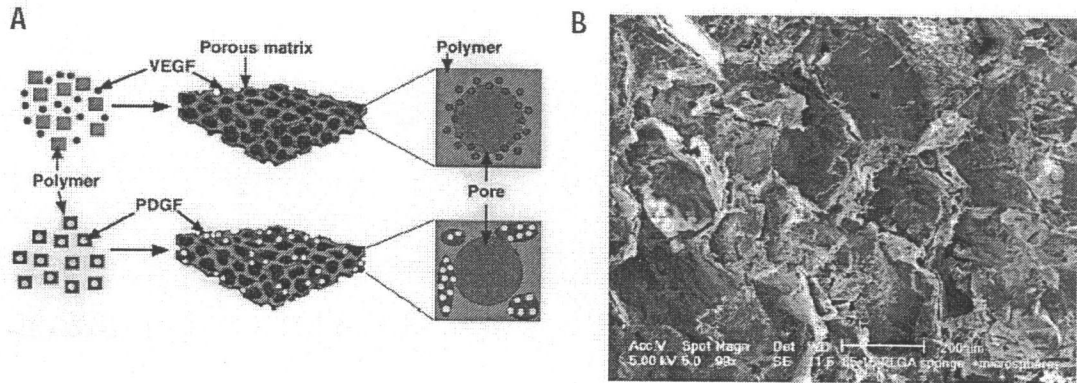 A
Porous matrix
VEGF
Polymer
Polymer
Pore
PDGF
B
Acc.V Spot Magn Det WD 200 µm
5.00 kV 5.0 99x SE PLGA sponge +microspheres